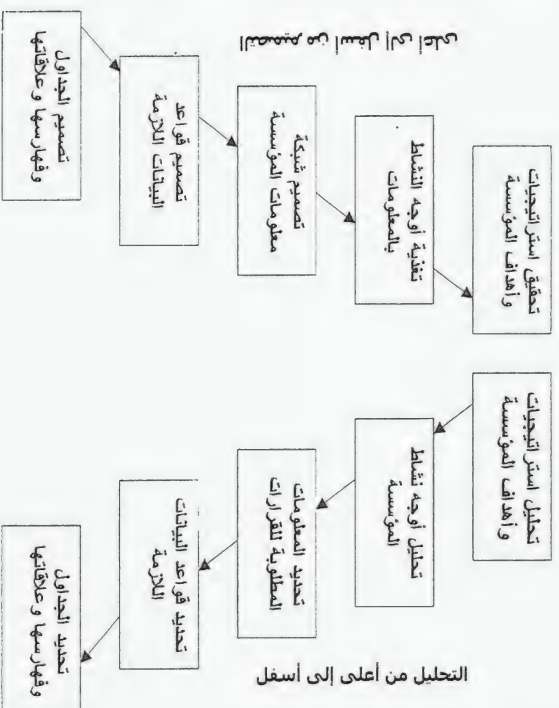 التصميم من أسفل إلى أعلى
تحقيق استراتيجيات
وأهداف المؤسسة
تغذية أوجه النشاط
بالمعلومات
تصميم شبكة
معلومات المؤسسة
تصميم قواعد
البيانات اللازمة
تصميم الجداول
وفهارسها وعلاقاتها
تحليل استراتيجيات
وأهداف المؤسسة
تحليل أوجه نشاط
المؤسسة
تحديد المعلومات
المطلوبة للقرارات
تحديد قواعد البيانات
اللازمة
تحديد الجداول
وفهارسها وعلاقاتها
التحليل من أعلى إلى أسفل